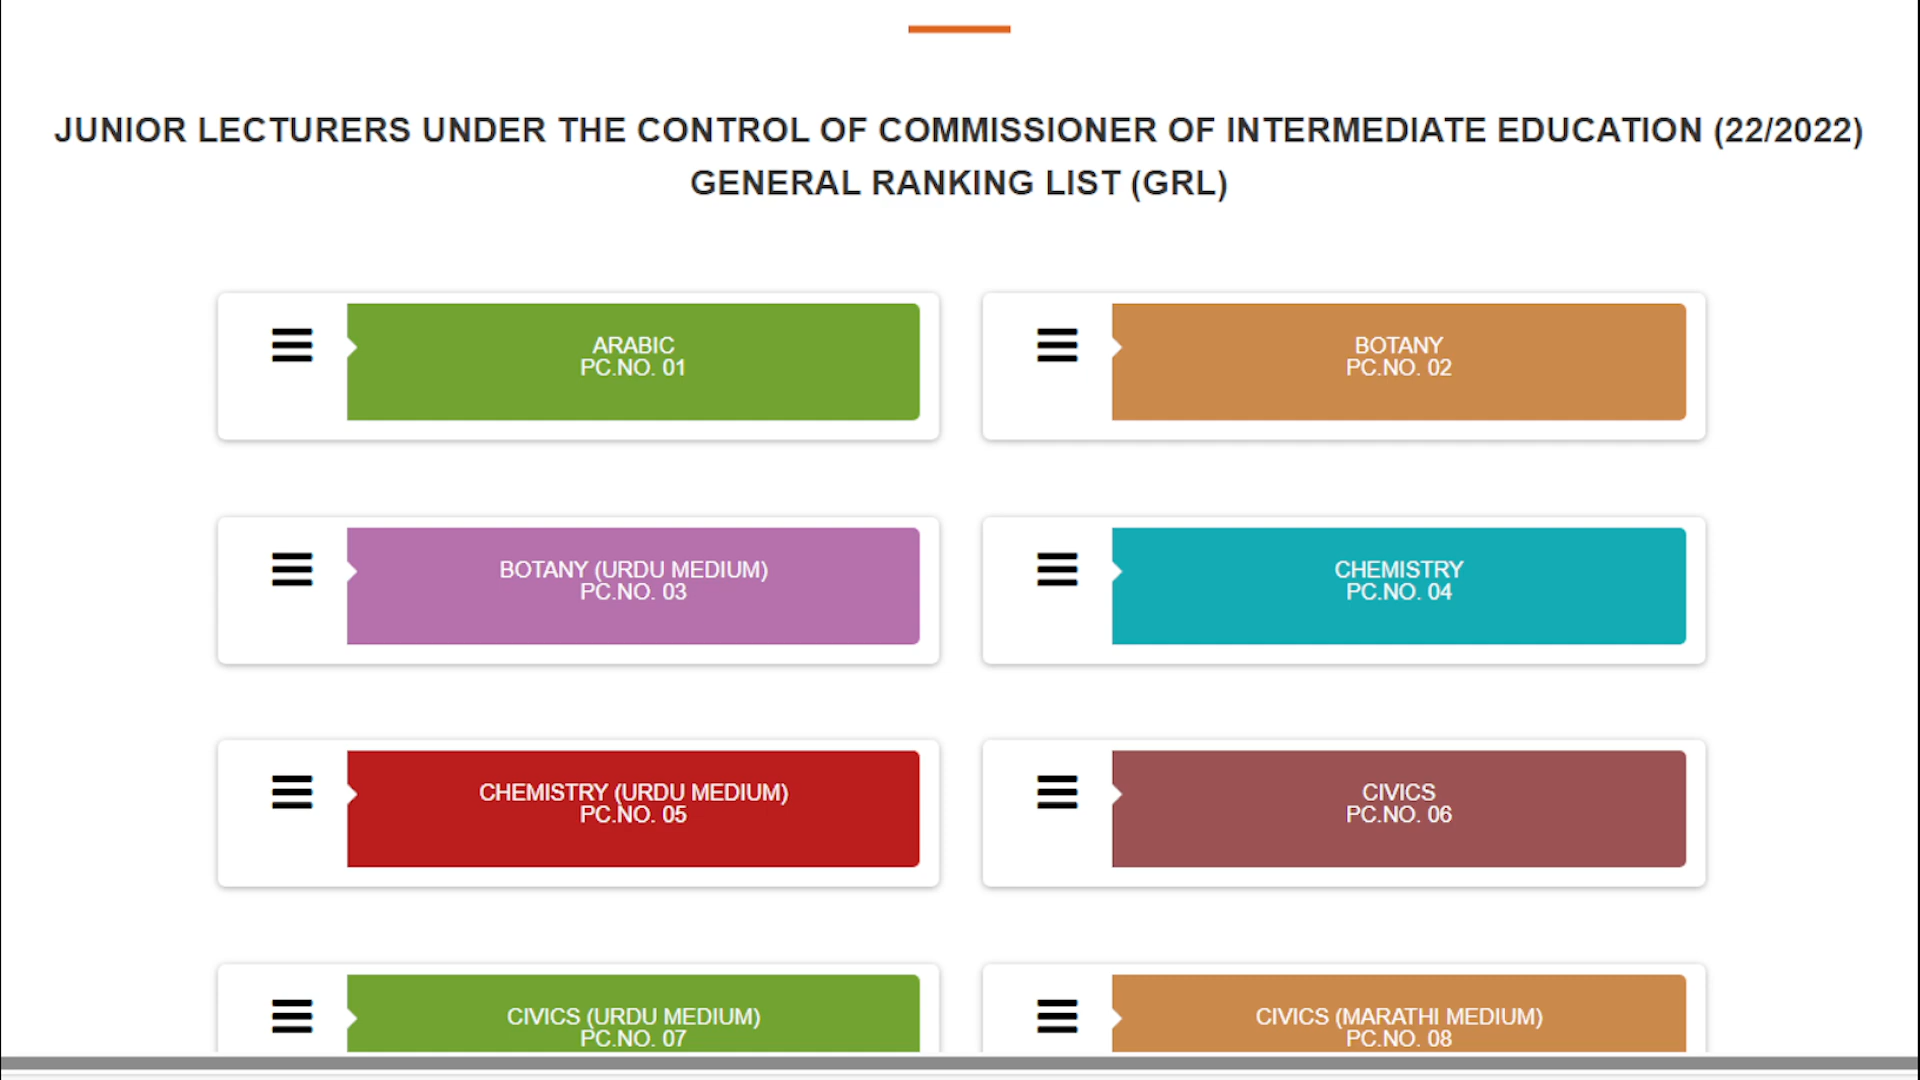 JUNIOR LECTURERS UNDER THE CONTROL OF COMMISSIONER OF INTERMEDIATE EDUCATION (22/2022)
GENERAL RANKING LIST (GRL)
ARABIC
PC.NO. 01
BOTANY
PC.NO. 02
BOTANY (URDU MEDIUM)
PC.NO. 03
CHEMISTRY
PC.NO. 04
CHEMISTRY (URDU MEDIUM)
PC.NO. 05
CIVICS
PC.NO. 06
CIVICS (URDU MEDIUM)
PC.NO. 07
CIVICS (MARATHI MEDIUM)
PC.NO. 08